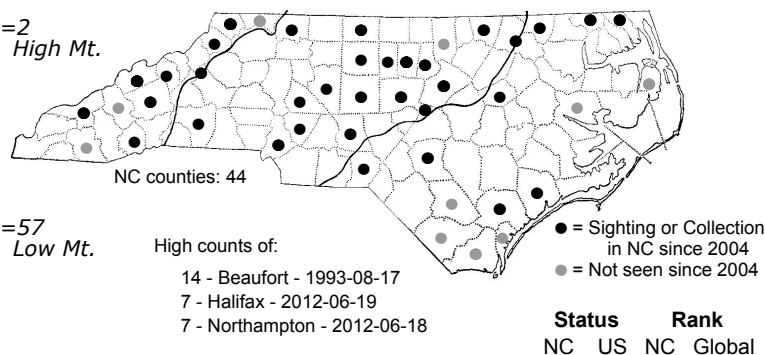 =2
High Mt.
NC counties: 44
=57
Low Mt.
High counts of:
14 - Beaufort - 1993-08-17
7 - Halifax - 2012-06-19
7 - Northampton - 2012-06-18
= Sighting or Collection
in NC since 2004
= Not seen since 2004
Status Rank
NC US NC Global